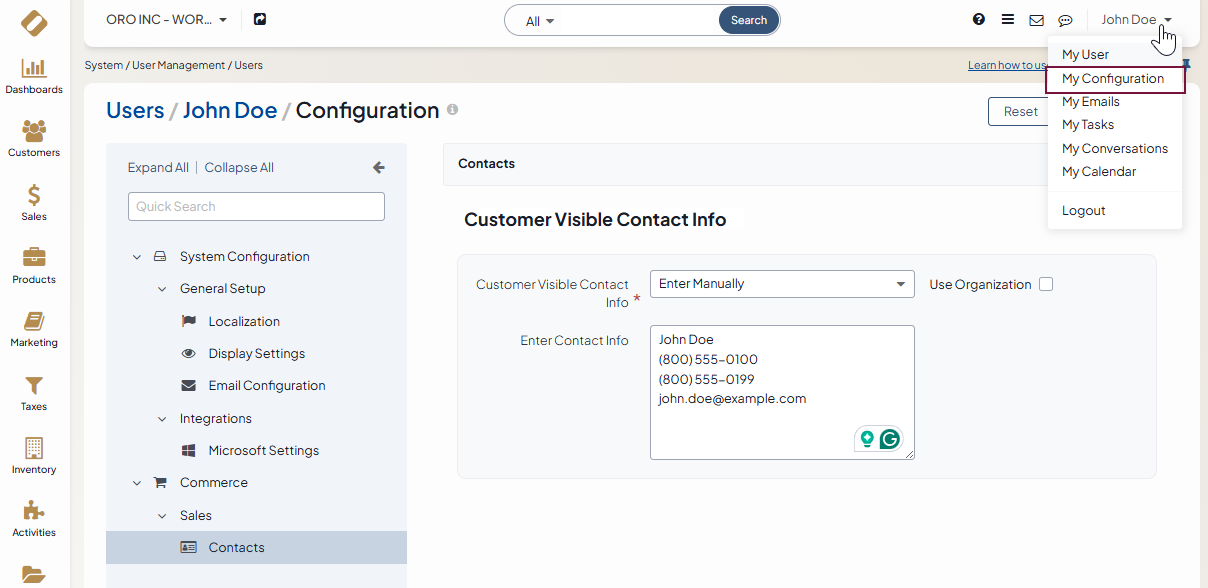 ORO INC - WOR...
All
Search
John Doe
System / User Management / Users
Learn how to us
My User
My Configuration
My Emails
My Tasks
My Conversations
My Calendar
Logout
Dashboards
Customers
Sales
Products
Marketing
Taxes
Inventory
Activities
Users / John Doe / Configuration
Reset
Expand All | Collapse All
Quick Search
System Configuration
General Setup
Localization
Display Settings
Email Configuration
Integrations
Microsoft Settings
Commerce
Sales
Contacts
Contacts
Customer Visible Contact Info
Customer Visible Contact
Info *
Enter Manually
Use Organization
Enter Contact Info
John Doe
(800) 555-0100
(800) 555-0199
john.doe@example.com